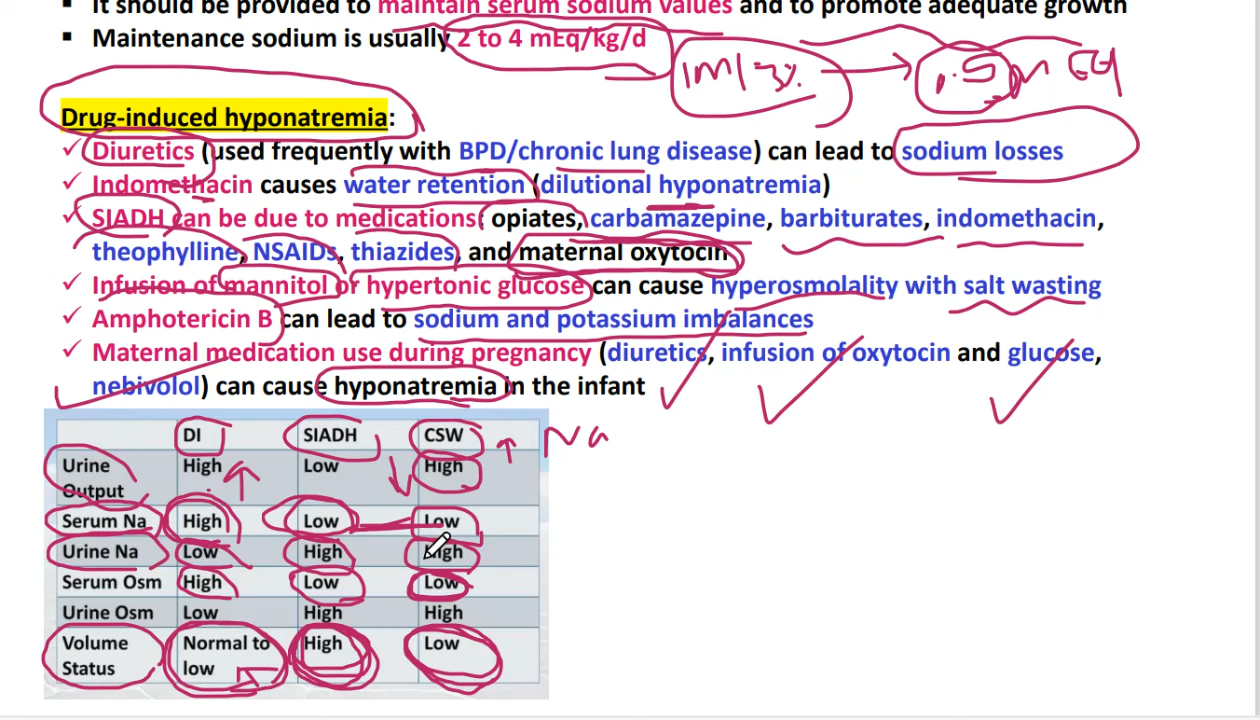 ▪ It should be provided to maintain serum sodium values and to promote adequate growth
▪ Maintenance sodium is usually 2 to 4 mEq/kg/d
1ml 3% → .5 m Eq
Drug-induced hyponatremia:
✓ Diuretics (used frequently with BPD/chronic lung disease) can lead to sodium losses
✓ Indomethacin causes water retention (dilutional hyponatremia)
✓ SIADH can be due to medications: opiates, carbamazepine, barbiturates, indomethacin,
theophylline, NSAIDs, thiazides, and maternal oxytocin
✓ Infusion of mannitol or hypertonic glucose can cause hyperosmolality with salt wasting
✓ Amphotericin B can lead to sodium and potassium imbalances
✓ Maternal medication use during pregnancy (diuretics, infusion of oxytocin and glucose,
nebivolol) can cause hyponatremia in the infant
DI SIADH CSW ↑ Na
Urine Output High ↑ Low ↓ High
Serum Na High Low Low
Urine Na Low High High
Serum Osm High Low Low
Urine Osm Low High High
Volume Status Normal to low High Low